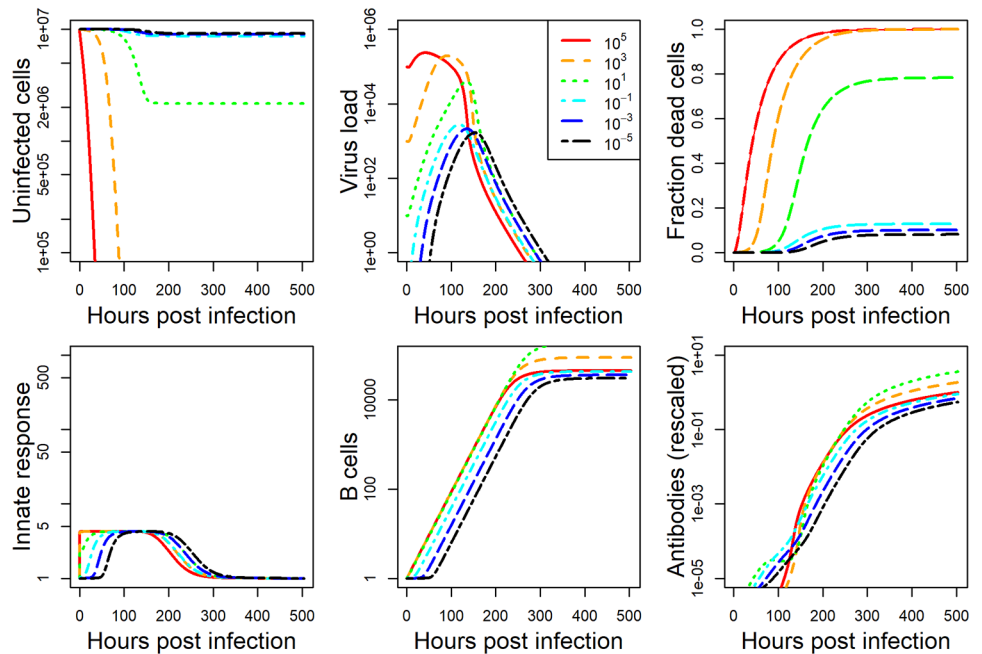 Uninfected cells
1e+07
2e+06
5e+05
1e+05
0 100 200 300 400 500
Hours post infection
Virus load
1e+06
1e+04
1e+02
1e+00
10⁵
10³
10¹
10⁻¹
10⁻³
10⁻⁵
0 100 200 300 400 500
Hours post infection
Fraction dead cells
1.0
0.8
0.6
0.4
0.2
0.0
0 100 200 300 400 500
Hours post infection
Innate response
500
50
5
1
0 100 200 300 400 500
Hours post infection
B cells
10000
100
1
0 100 200 300 400 500
Hours post infection
Antibodies (rescaled)
1e+01
1e-01
1e-03
1e-05
0 100 200 300 400 500
Hours post infection